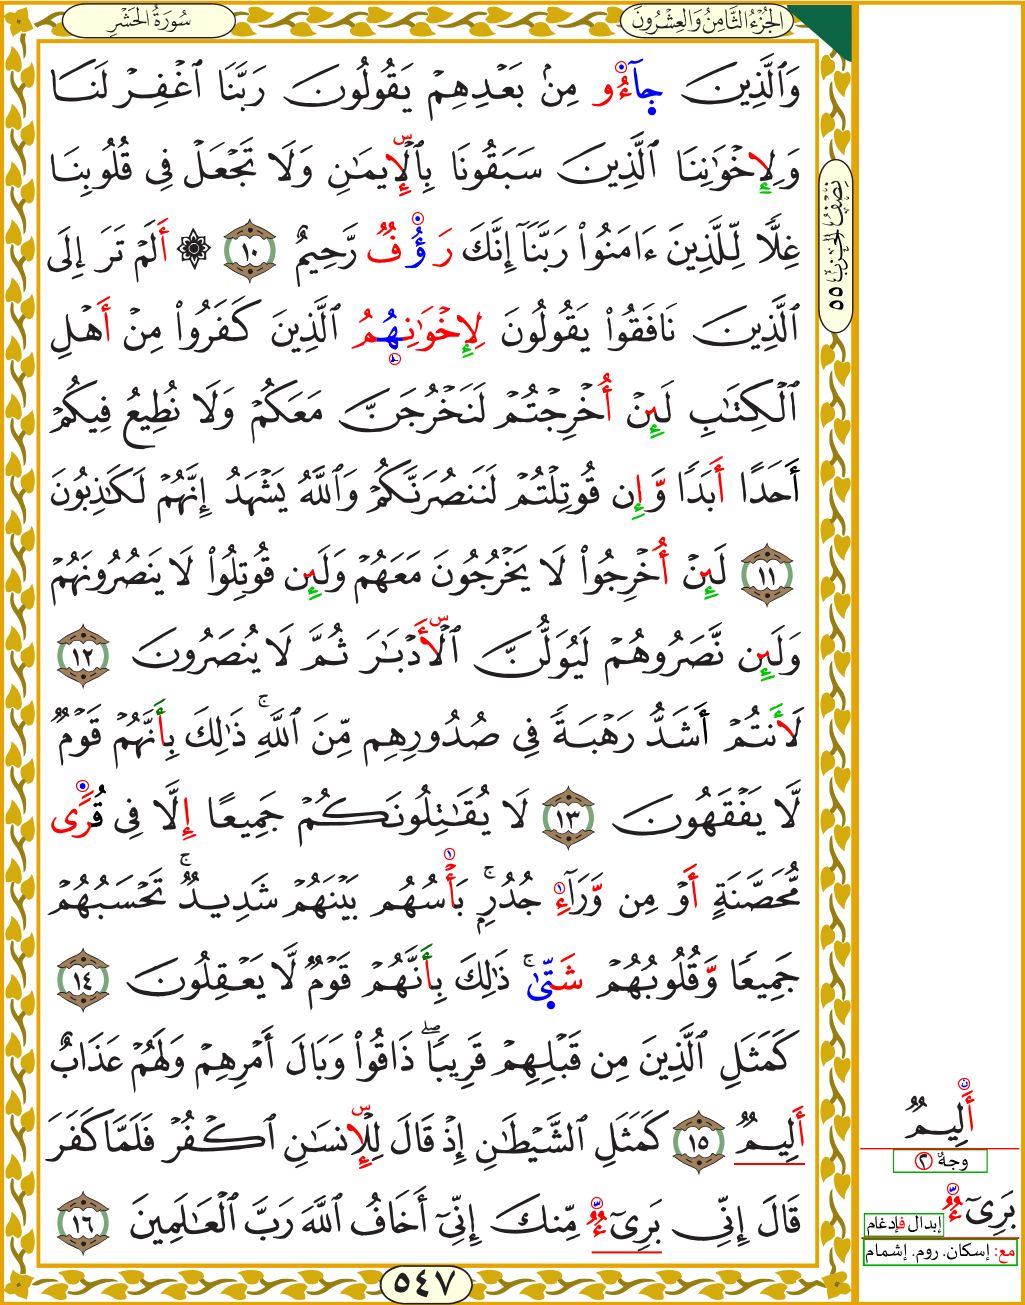 سُورَةُ الحَشْرِ
الجُزْءُ الثَّامِنُ وَالعِشْرُونَ
وَٱلَّذِينَ جَآءُو مِنۢ بَعْدِهِمْ يَقُولُونَ رَبَّنَا ٱغْفِرْ لَنَا
وَلِإِخْوَٰنِنَا ٱلَّذِينَ سَبَقُونَا بِٱلْإِيمَٰنِ وَلَا تَجْعَلْ فِى قُلُوبِنَا
غِلًّا لِّلَّذِينَ ءَامَنُوا۟ رَبَّنَآ إِنَّكَ رَءُوفٌ رَّحِيمٌ ١٠ ۞ أَلَمْ تَرَ إِلَى
ٱلَّذِينَ نَافَقُوا۟ يَقُولُونَ لِإِخْوَٰنِهِمُ ٱلَّذِينَ كَفَرُوا۟ مِنْ أَهْلِ
ٱلْكِتَٰبِ لَئِنْ أُخْرِجْتُمْ لَنَخْرُجَنَّ مَعَكُمْ وَلَا نُطِيعُ فِيكُمْ
أَحَدًا أَبَدًا وَّإِن قُوتِلْتُمْ لَنَنصُرَنَّكُمْ وَٱللَّهُ يَشْهَدُ إِنَّهُمْ لَكَٰذِبُونَ
١١ لَئِنْ أُخْرِجُوا۟ لَا يَخْرُجُونَ مَعَهُمْ وَلَئِن قُوتِلُوا۟ لَا يَنصُرُونَهُمْ
وَلَئِن نَّصَرُوهُمْ لَيُوَلُّنَّ ٱلْأَدْبَٰرَ ثُمَّ لَا يُنصَرُونَ ١٢
لَأَنتُمْ أَشَدُّ رَهْبَةً فِى صُدُورِهِم مِّنَ ٱللَّهِ ۚ ذَٰلِكَ بِأَنَّهُمْ قَوْمٌ
لَّا يَفْقَهُونَ ١٣ لَا يُقَٰتِلُونَكُمْ جَمِيعًا إِلَّا فِى قُرًى
مُّحَصَّنَةٍ أَوْ مِن وَّرَآءِ جُدُرٍ ۚ بَأْسُهُم بَيْنَهُمْ شَدِيدٌ ۚ تَحْسَبُهُمْ
جَمِيعًا وَّقُلُوبُهُمْ شَتَّىٰ ۚ ذَٰلِكَ بِأَنَّهُمْ قَوْمٌ لَّا يَعْقِلُونَ ١٤
كَمَثَلِ ٱلَّذِينَ مِن قَبْلِهِمْ قَرِيبًا ۖ ذَاقُوا۟ وَبَالَ أَمْرِهِمْ وَلَهُمْ عَذَابٌ
أَلِيمٌ ١٥ كَمَثَلِ ٱلشَّيْطَٰنِ إِذْ قَالَ لِلْإِنسَٰنِ ٱكْفُرْ فَلَمَّا كَفَرَ
قَالَ إِنِّى بَرِىٓءٌ مِّنكَ إِنِّىٓ أَخَافُ ٱللَّهَ رَبَّ ٱلْعَٰلَمِينَ ١٦
٥٤٧
نِصْفُ الحِزْبِ ٥٥
أَلِيمٌ
٢ وجهٌ
بَرِىٓءٌ
إبدال فإدغام
مع: إسكان. روم. إشمام